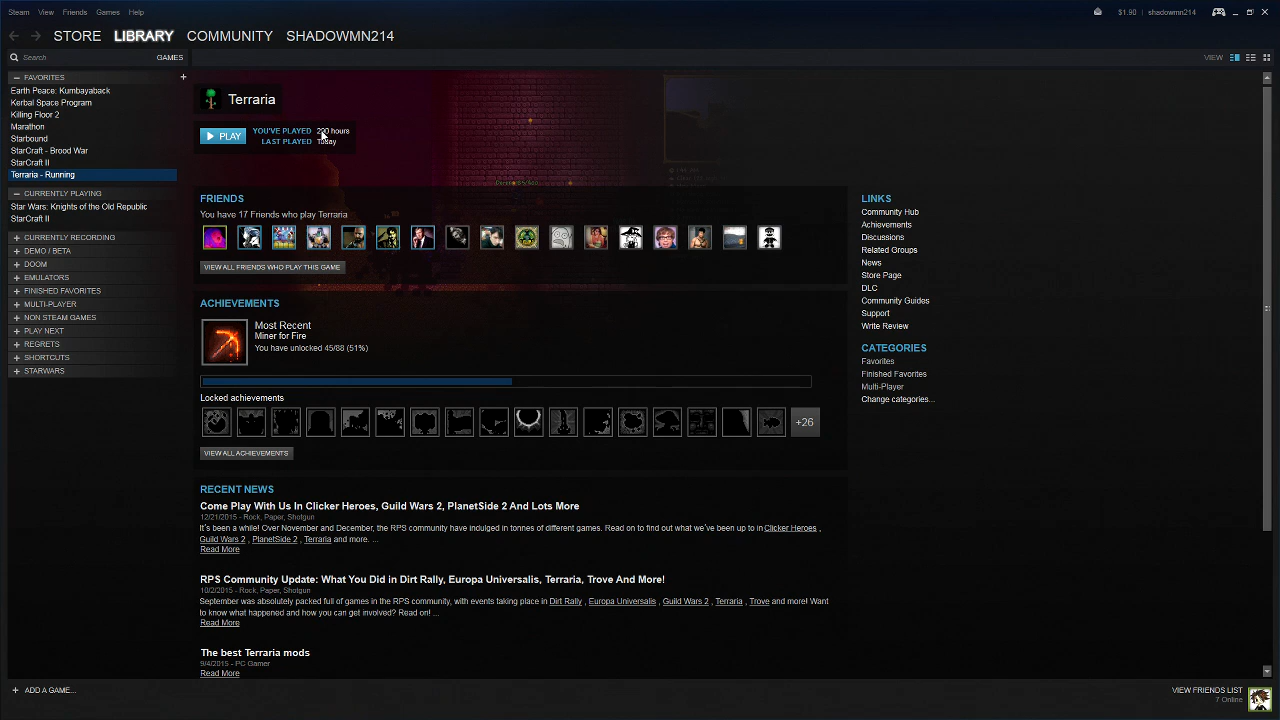 Steam View Friends Games Help
$1.90 shadowmn214
STORE LIBRARY COMMUNITY SHADOWMN214
Search GAMES
VIEW
FAVORITES
Earth Peace: Kumbayaback
Kerbal Space Program
Killing Floor 2
Marathon
Starbound
StarCraft - Brood War
StarCraft II
Terraria - Running
CURRENTLY PLAYING
Star Wars: Knights of the Old Republic
StarCraft II
CURRENTLY RECORDING
DEMO / BETA
DOOM
EMULATORS
FINISHED FAVORITES
MULTI-PLAYER
NON STEAM GAMES
PLAY NEXT
REGRETS
SHORTCUTS
STARWARS
Terraria
PLAY
YOU'VE PLAYED hours
LAST PLAYED Today
FRIENDS
You have 17 Friends who play Terraria
VIEW ALL FRIENDS WHO PLAY THIS GAME
ACHIEVEMENTS
Most Recent
Miner for Fire
You have unlocked 45/88 (51%)
Locked achievements
+26
VIEW ALL ACHIEVEMENTS
RECENT NEWS
Come Play With Us In Clicker Heroes, Guild Wars 2, PlanetSide 2 And Lots More
12/21/2015 - Rock, Paper, Shotgun
It's been a while! Over November and December, the RPS community have indulged in tonnes of different games. Read on to find out what we've been up to in Clicker Heroes ,
Guild Wars 2 , PlanetSide 2 , Terraria and more. ...
Read More
RPS Community Update: What You Did in Dirt Rally, Europa Universalis, Terraria, Trove And More!
10/2/2015 - Rock, Paper, Shotgun
September was absolutely packed full of games in the RPS community, with events taking place in Dirt Rally , Europa Universalis , Guild Wars 2 , Terraria , Trove and more! Want
to know what happened and how you can get involved? Read on! ...
Read More
The best Terraria mods
9/4/2015 - PC Gamer
Read More
LINKS
Community Hub
Achievements
Discussions
Related Groups
News
Store Page
DLC
Community Guides
Support
Write Review
CATEGORIES
Favorites
Finished Favorites
Multi-Player
Change categories...
ADD A GAME...
VIEW FRIENDS LIST
7 Online